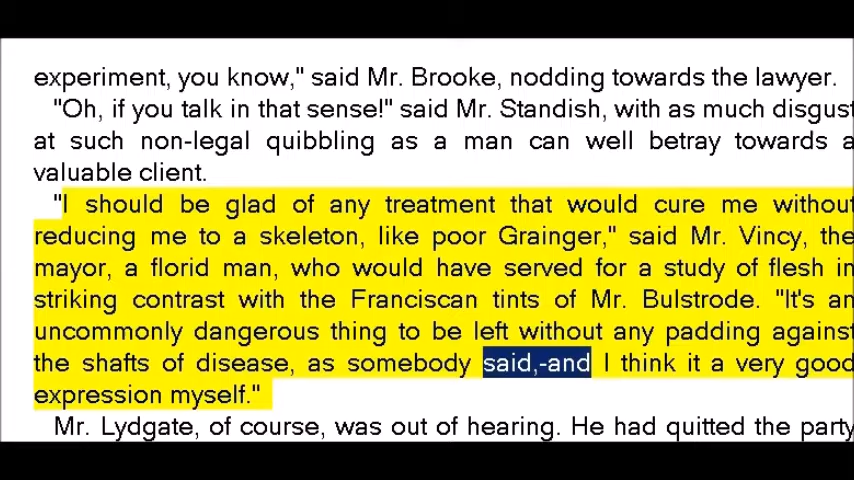 experiment, you know," said Mr. Brooke, nodding towards the lawyer.
"Oh, if you talk in that sense!" said Mr. Standish, with as much disgust
at such non-legal quibbling as a man can well betray towards a
valuable client.
"I should be glad of any treatment that would cure me without
reducing me to a skeleton, like poor Grainger," said Mr. Vincy, the
mayor, a florid man, who would have served for a study of flesh in
striking contrast with the Franciscan tints of Mr. Bulstrode. "It's an
uncommonly dangerous thing to be left without any padding against
the shafts of disease, as somebody said,-and I think it a very good
expression myself."
Mr. Lydgate, of course, was out of hearing. He had quitted the party